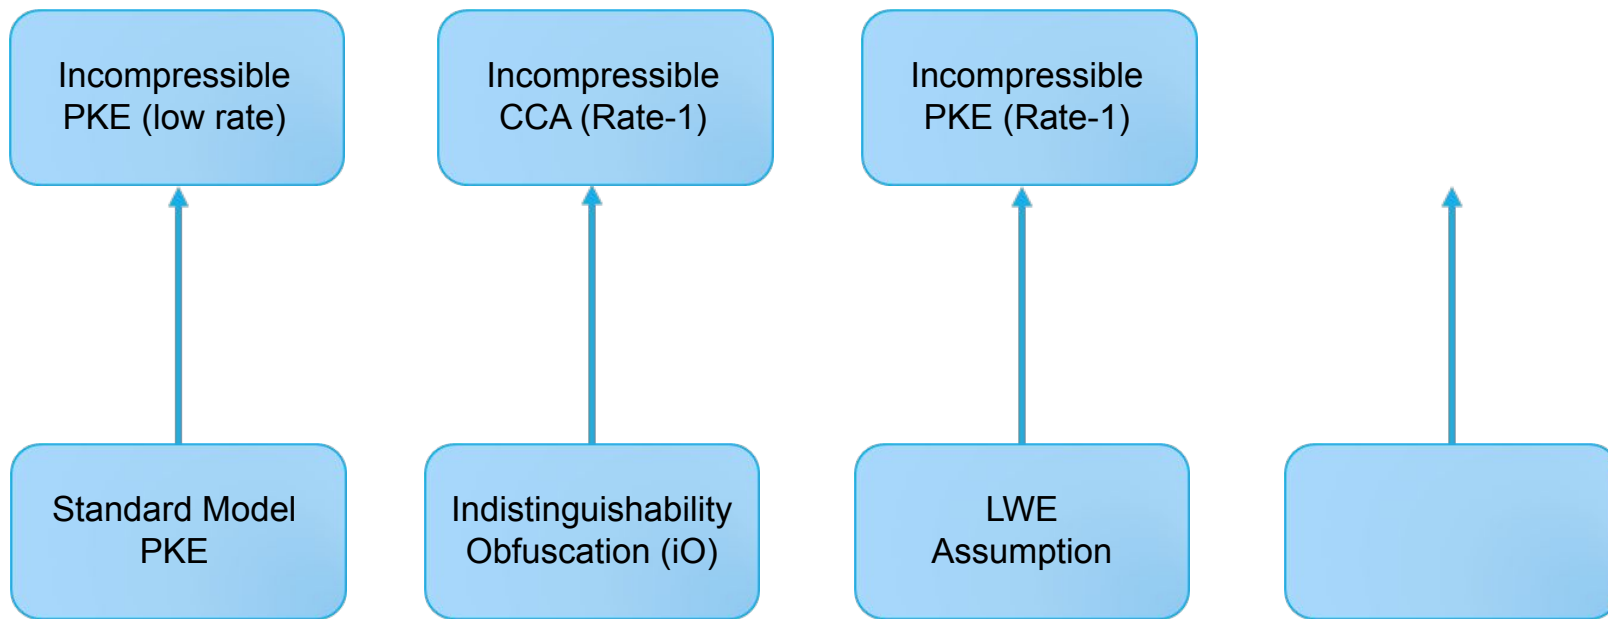 Incompressible
PKE (low rate)
Incompressible
CCA (Rate-1)
Incompressible
PKE (Rate-1)
Standard Model
PKE
Indistinguishability
Obfuscation (iO)
LWE
Assumption